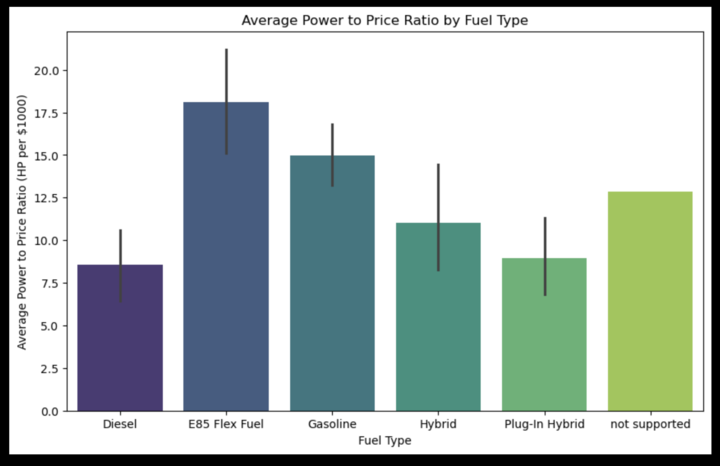 Average Power to Price Ratio by Fuel Type
Average Power to Price Ratio (HP per $1000)
20.0
17.5
15.0
12.5
10.0
7.5
5.0
2.5
0.0
Diesel E85 Flex Fuel Gasoline Hybrid Plug-In Hybrid not supported
Fuel Type